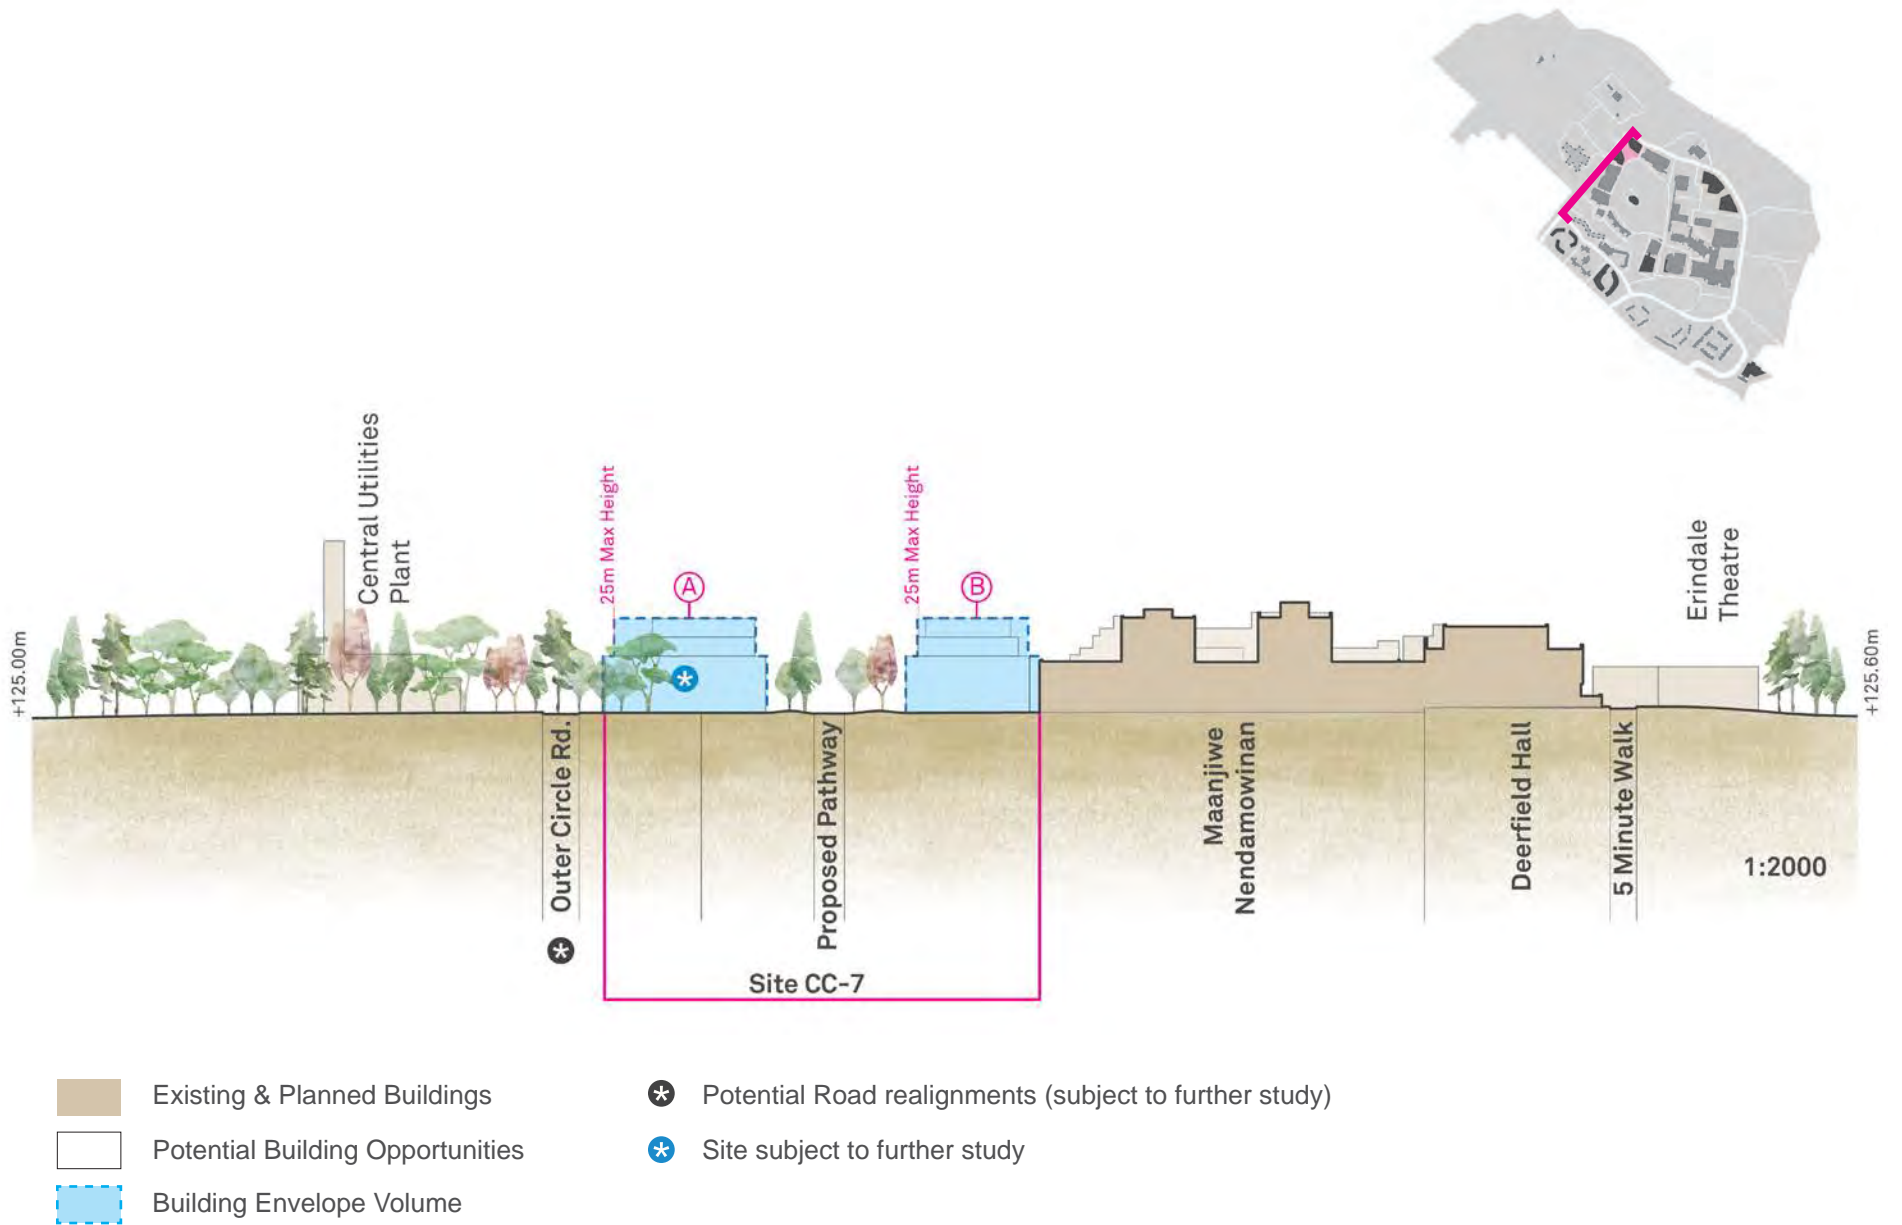 Central Utilities
Plant
25m Max Height
A
25m Max Height
B
Erindale
Theatre
+125.00m
+125.60m
Outer Circle Rd.
Proposed Pathway
Maanjiwe
Nendamowinan
Deerfield Hall
5 Minute Walk
1:2000
Site CC-7
Existing & Planned Buildings
Potential Building Opportunities
Building Envelope Volume
Potential Road realignments (subject to further study)
Site subject to further study